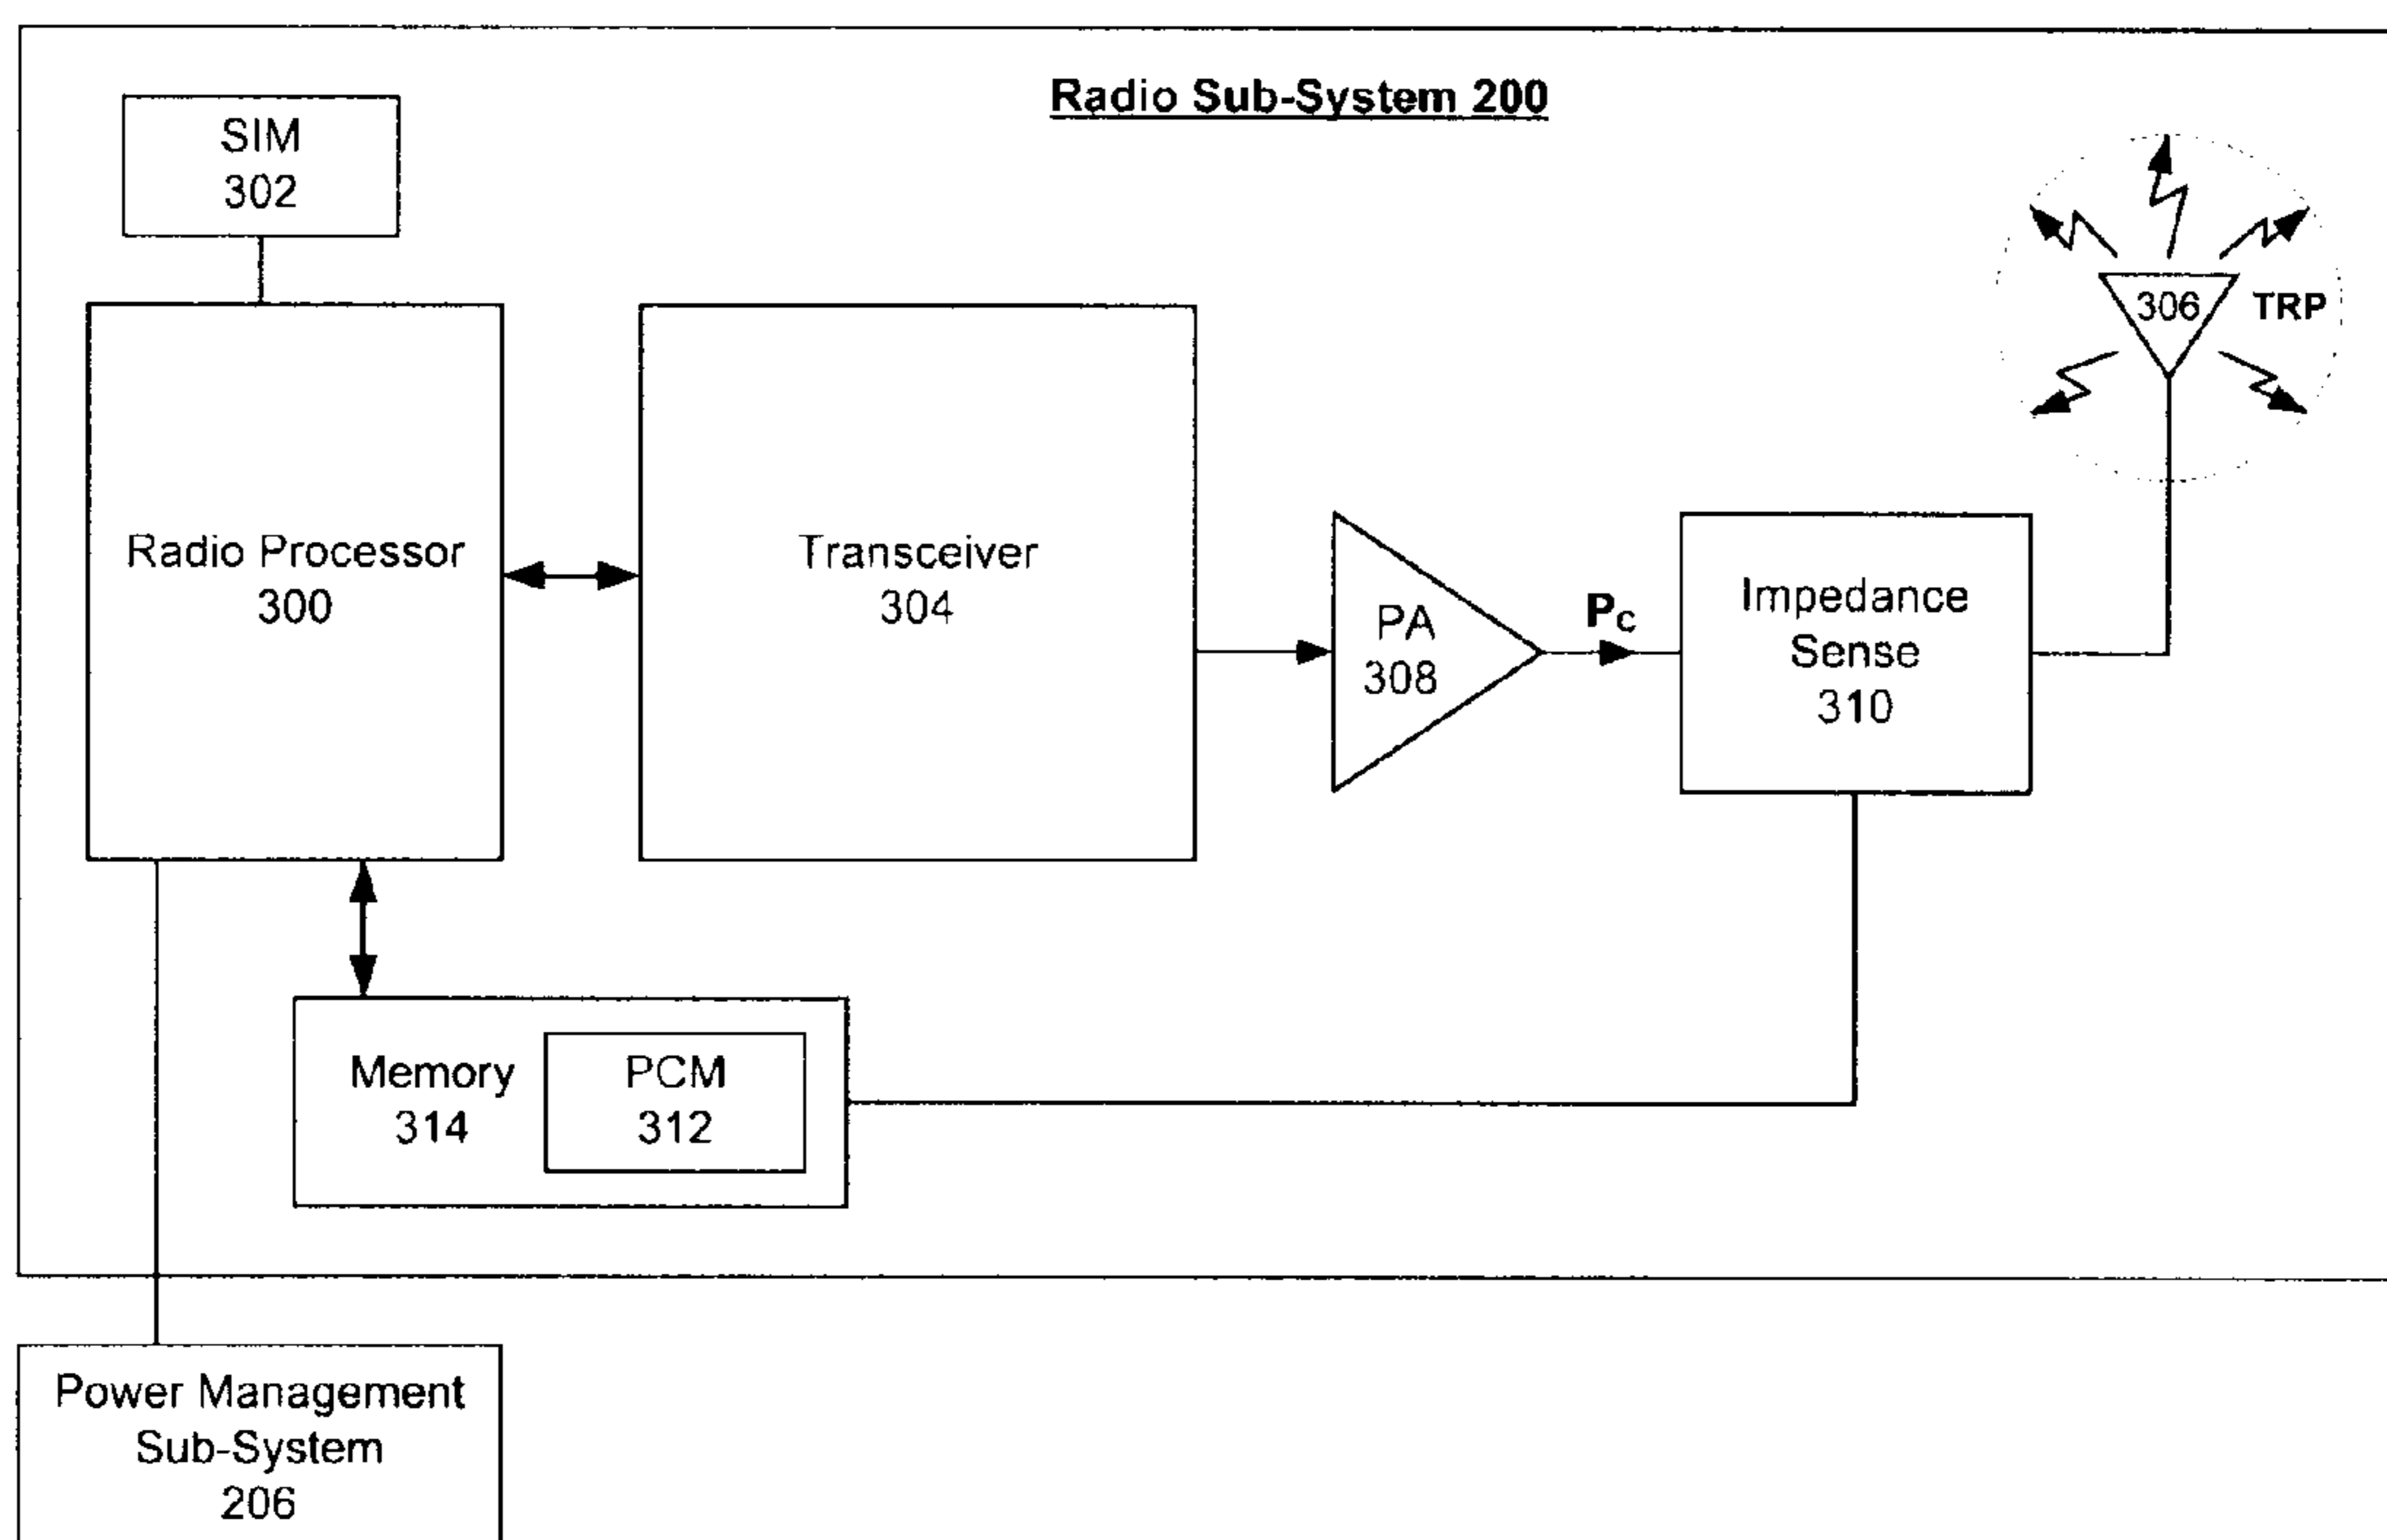 Radio Sub-System 200
SIM
302
306
TRP
Radio Processor
300
Transceiver
304
PA
308
Pc
Impedance
Sense
310
Memory
314
PCM
312
Power Management
Sub-System
206